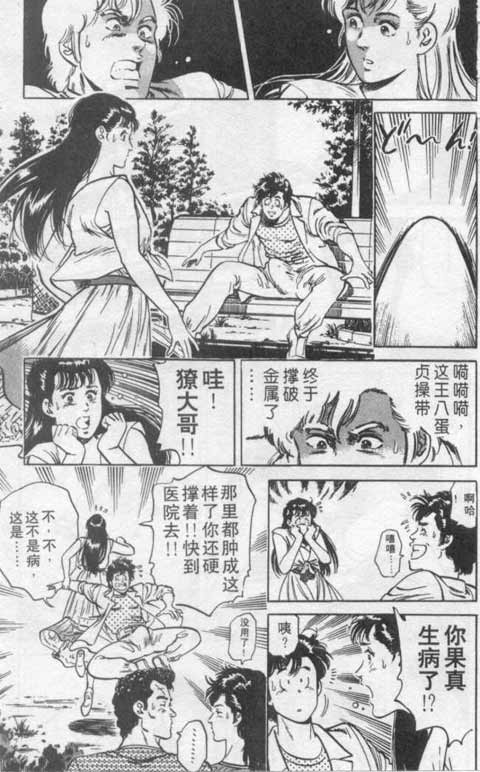 ど〜ん!
嗬嗬嗬，
这王八蛋
贞操带
终于
撑破
金属了
……
哇！
獠大哥!!
啊哈
！
嘻嘻……
那里都肿成这
样了你还硬
撑着!!快到
医院去!!
不，不，
这不是病，
这是……
你果真
生病了!?
咦？
没用了！
………